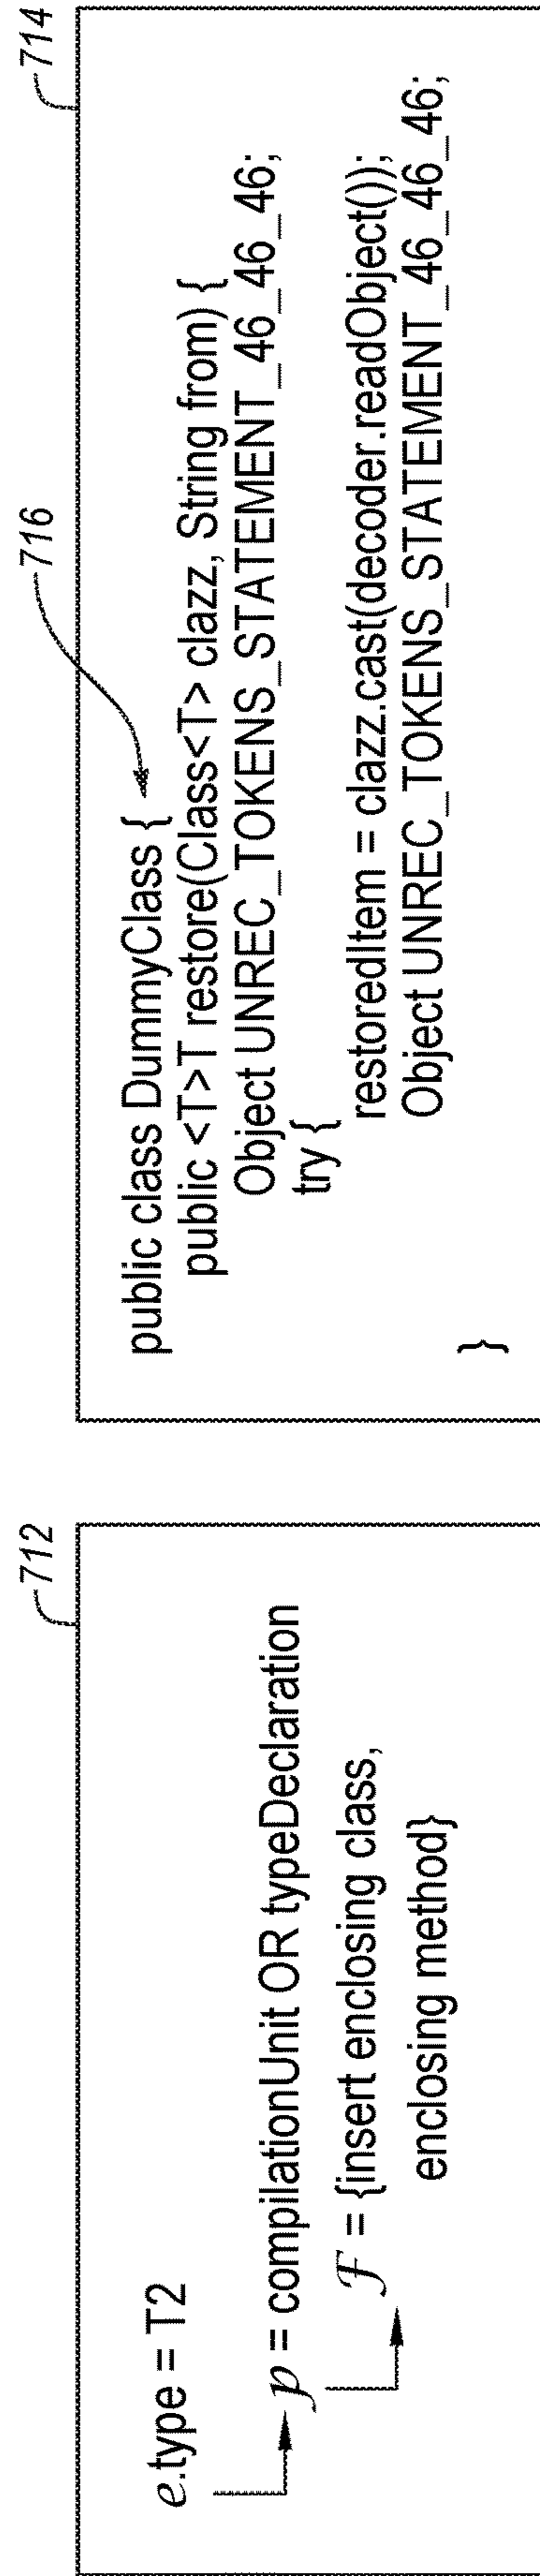 712
e.type = T2
p = compilationUnit OR typeDeclaration
F = {insert enclosing class,
enclosing method}
714
716
public class DummyClass {
public <T>T restore(Class<T> clazz, String from) {
Object UNREC_TOKENS_STATEMENT_46_46_46;
try {
restoredItem = clazz.cast(decoder.readObject());
Object UNREC_TOKENS_STATEMENT_46_46_46;
}